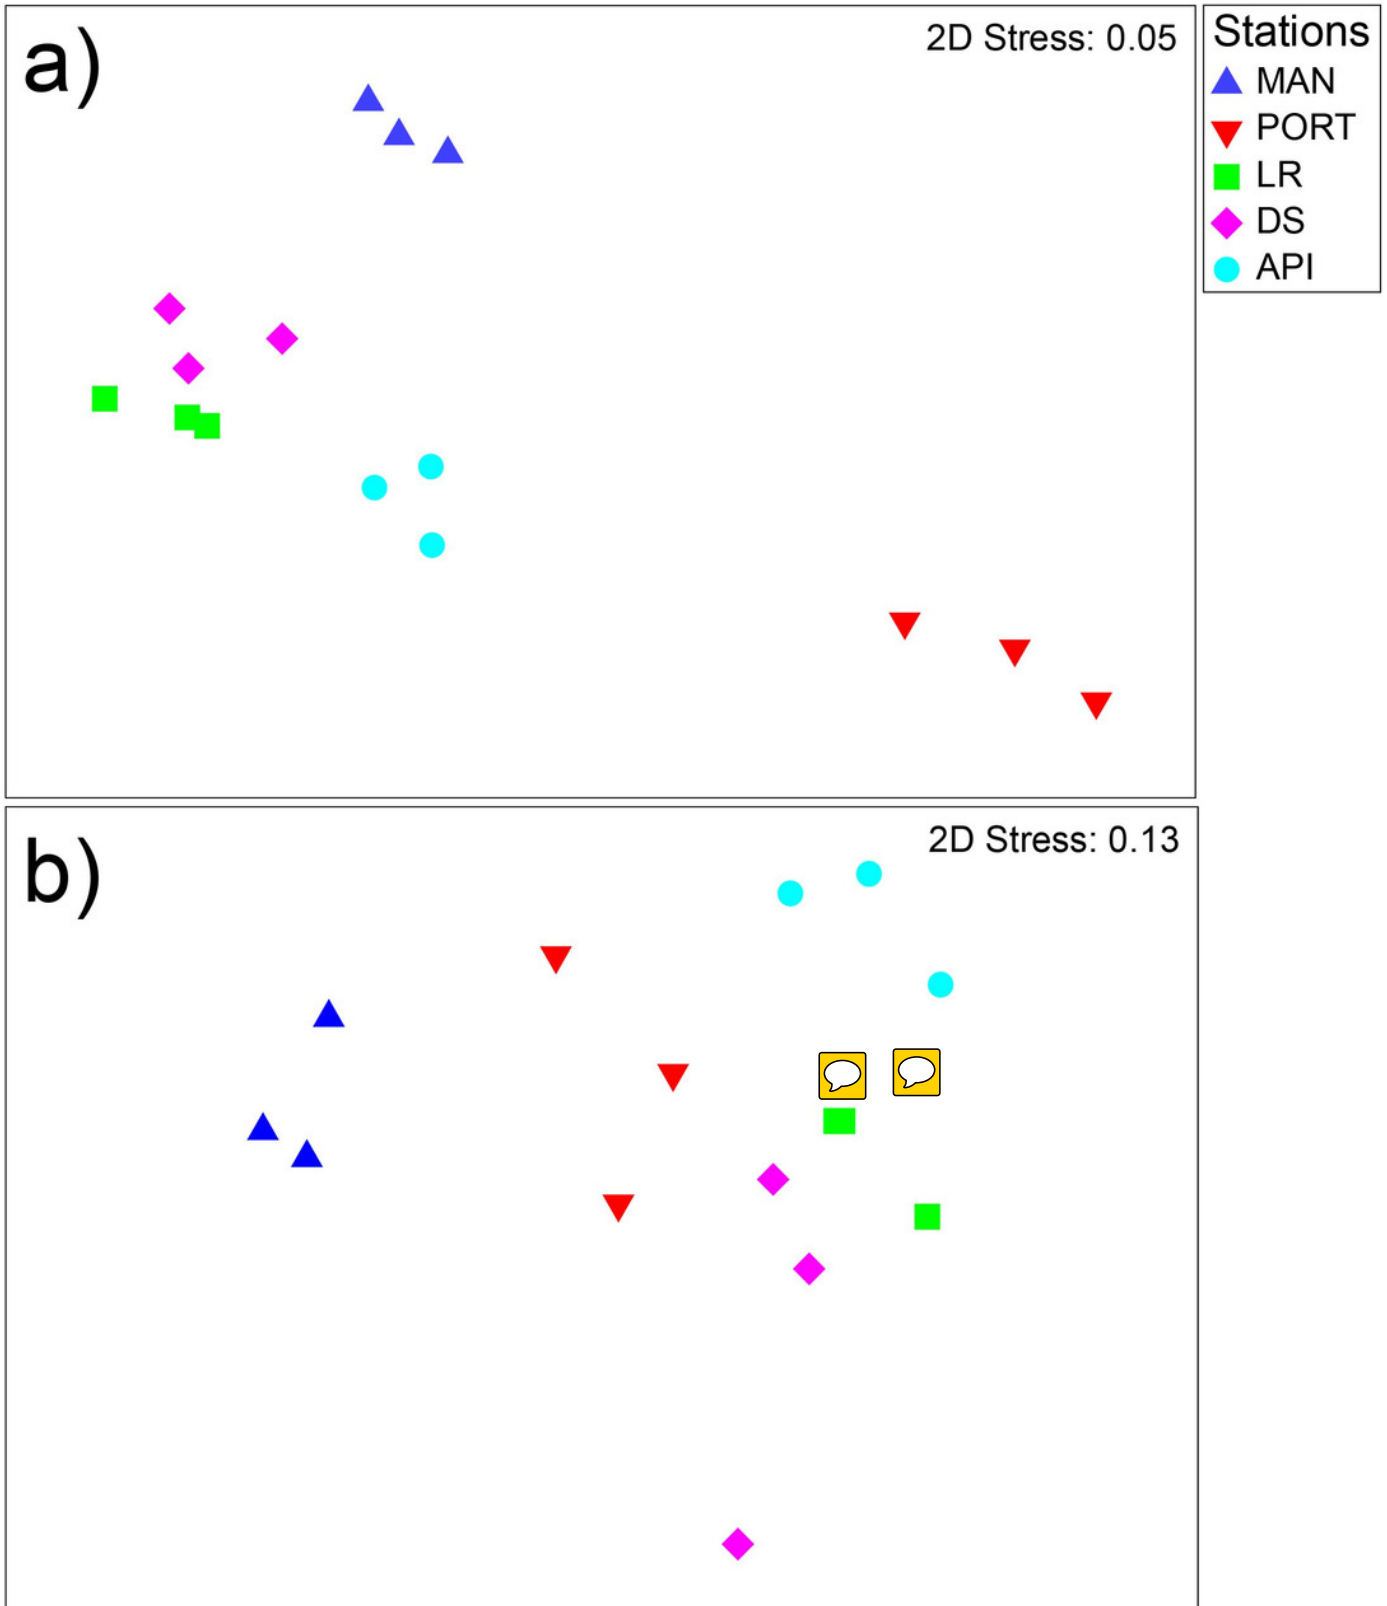 a)
2D Stress: 0.05
Stations
MAN
PORT
LR
DS
API
b)
2D Stress: 0.13